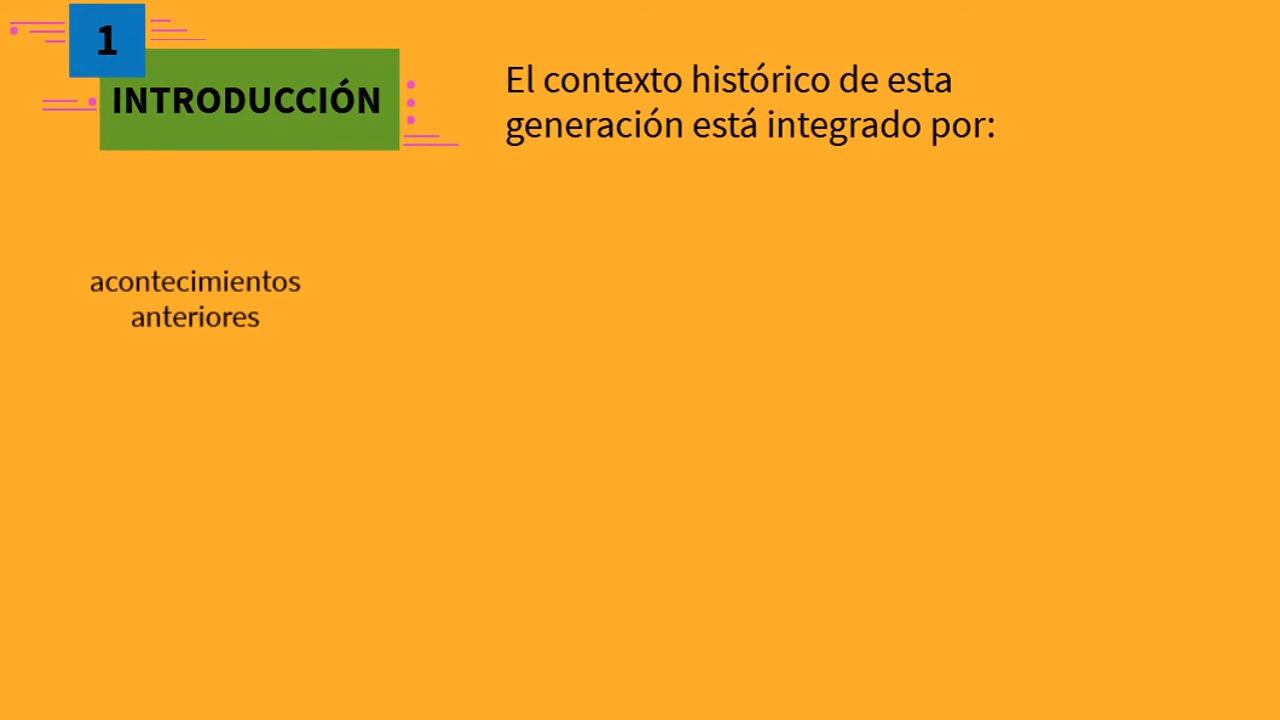 1
INTRODUCCIÓN
El contexto histórico de esta
generación está integrado por:
acontecimientos
anteriores